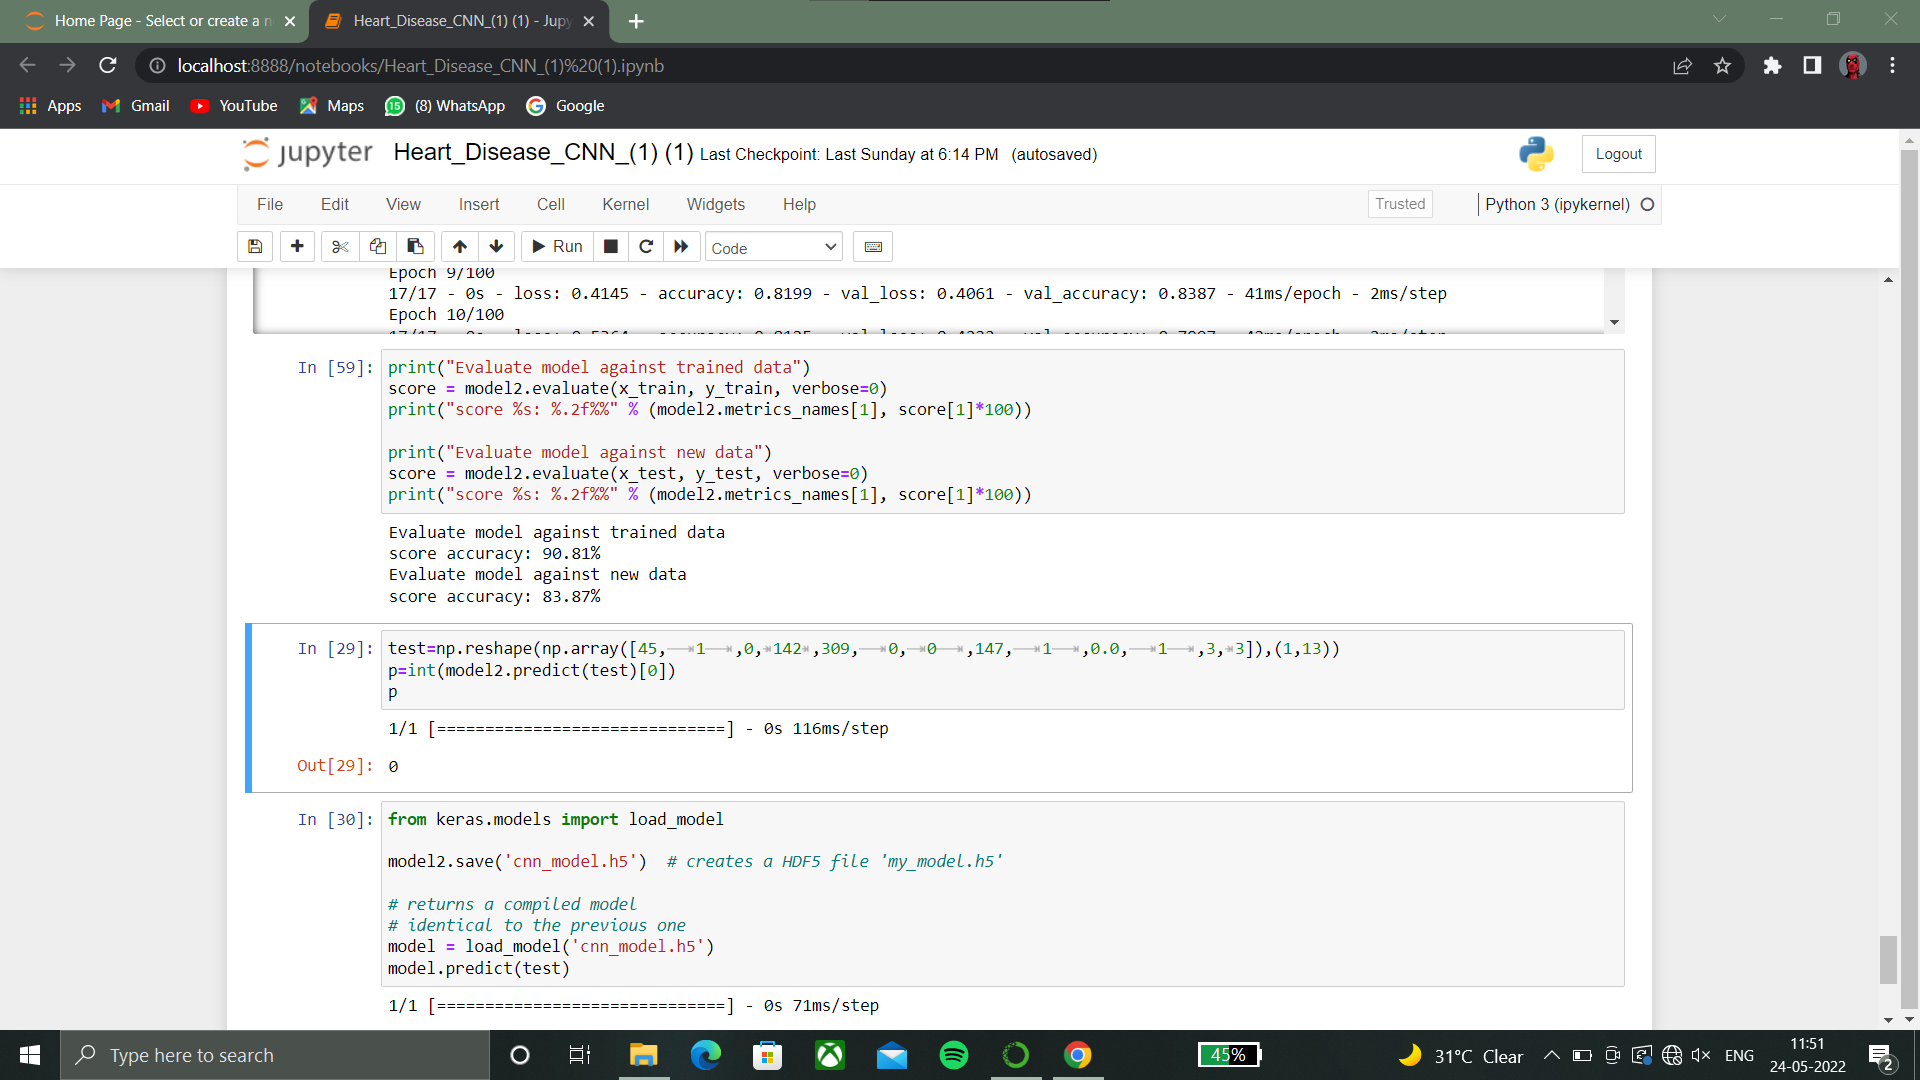 Home Page - Select or create a n
Heart_Disease_CNN_(1) (1) - Jupy
localhost:8888/notebooks/Heart_Disease_CNN_(1)%20(1).ipynb
Apps Gmail YouTube Maps 15 (8) WhatsApp Google
jupyter Heart_Disease_CNN_(1) (1) Last Checkpoint: Last Sunday at 6:14 PM (autosaved) Logout
File Edit View Insert Cell Kernel Widgets Help Trusted Python 3 (ipykernel)
Run Code
Epoch 9/100
17/17 - 0s - loss: 0.4145 - accuracy: 0.8199 - val_loss: 0.4061 - val_accuracy: 0.8387 - 41ms/epoch - 2ms/step
Epoch 10/100
In [59]: print("Evaluate model against trained data")
score = model2.evaluate(x_train, y_train, verbose=0)
print("score %s: %.2f%%" % (model2.metrics_names[1], score[1]*100))
print("Evaluate model against new data")
score = model2.evaluate(x_test, y_test, verbose=0)
print("score %s: %.2f%%" % (model2.metrics_names[1], score[1]*100))
Evaluate model against trained data
score accuracy: 90.81%
Evaluate model against new data
score accuracy: 83.87%
In [29]: test=np.reshape(np.array([45, 1 ,0, 142 ,309, 0, 0 ,147, 1 ,0.0, 1 ,3, 3]),(1,13))
p=int(model2.predict(test)[0])
p
1/1 [==============================] - 0s 116ms/step
Out[29]: 0
In [30]: from keras.models import load_model
model2.save('cnn_model.h5')  # creates a HDF5 file 'my_model.h5'
# returns a compiled model
# identical to the previous one
model = load_model('cnn_model.h5')
model.predict(test)
1/1 [==============================] - 0s 71ms/step
Type here to search
45%
31°C Clear
ENG
11:51
24-05-2022
2